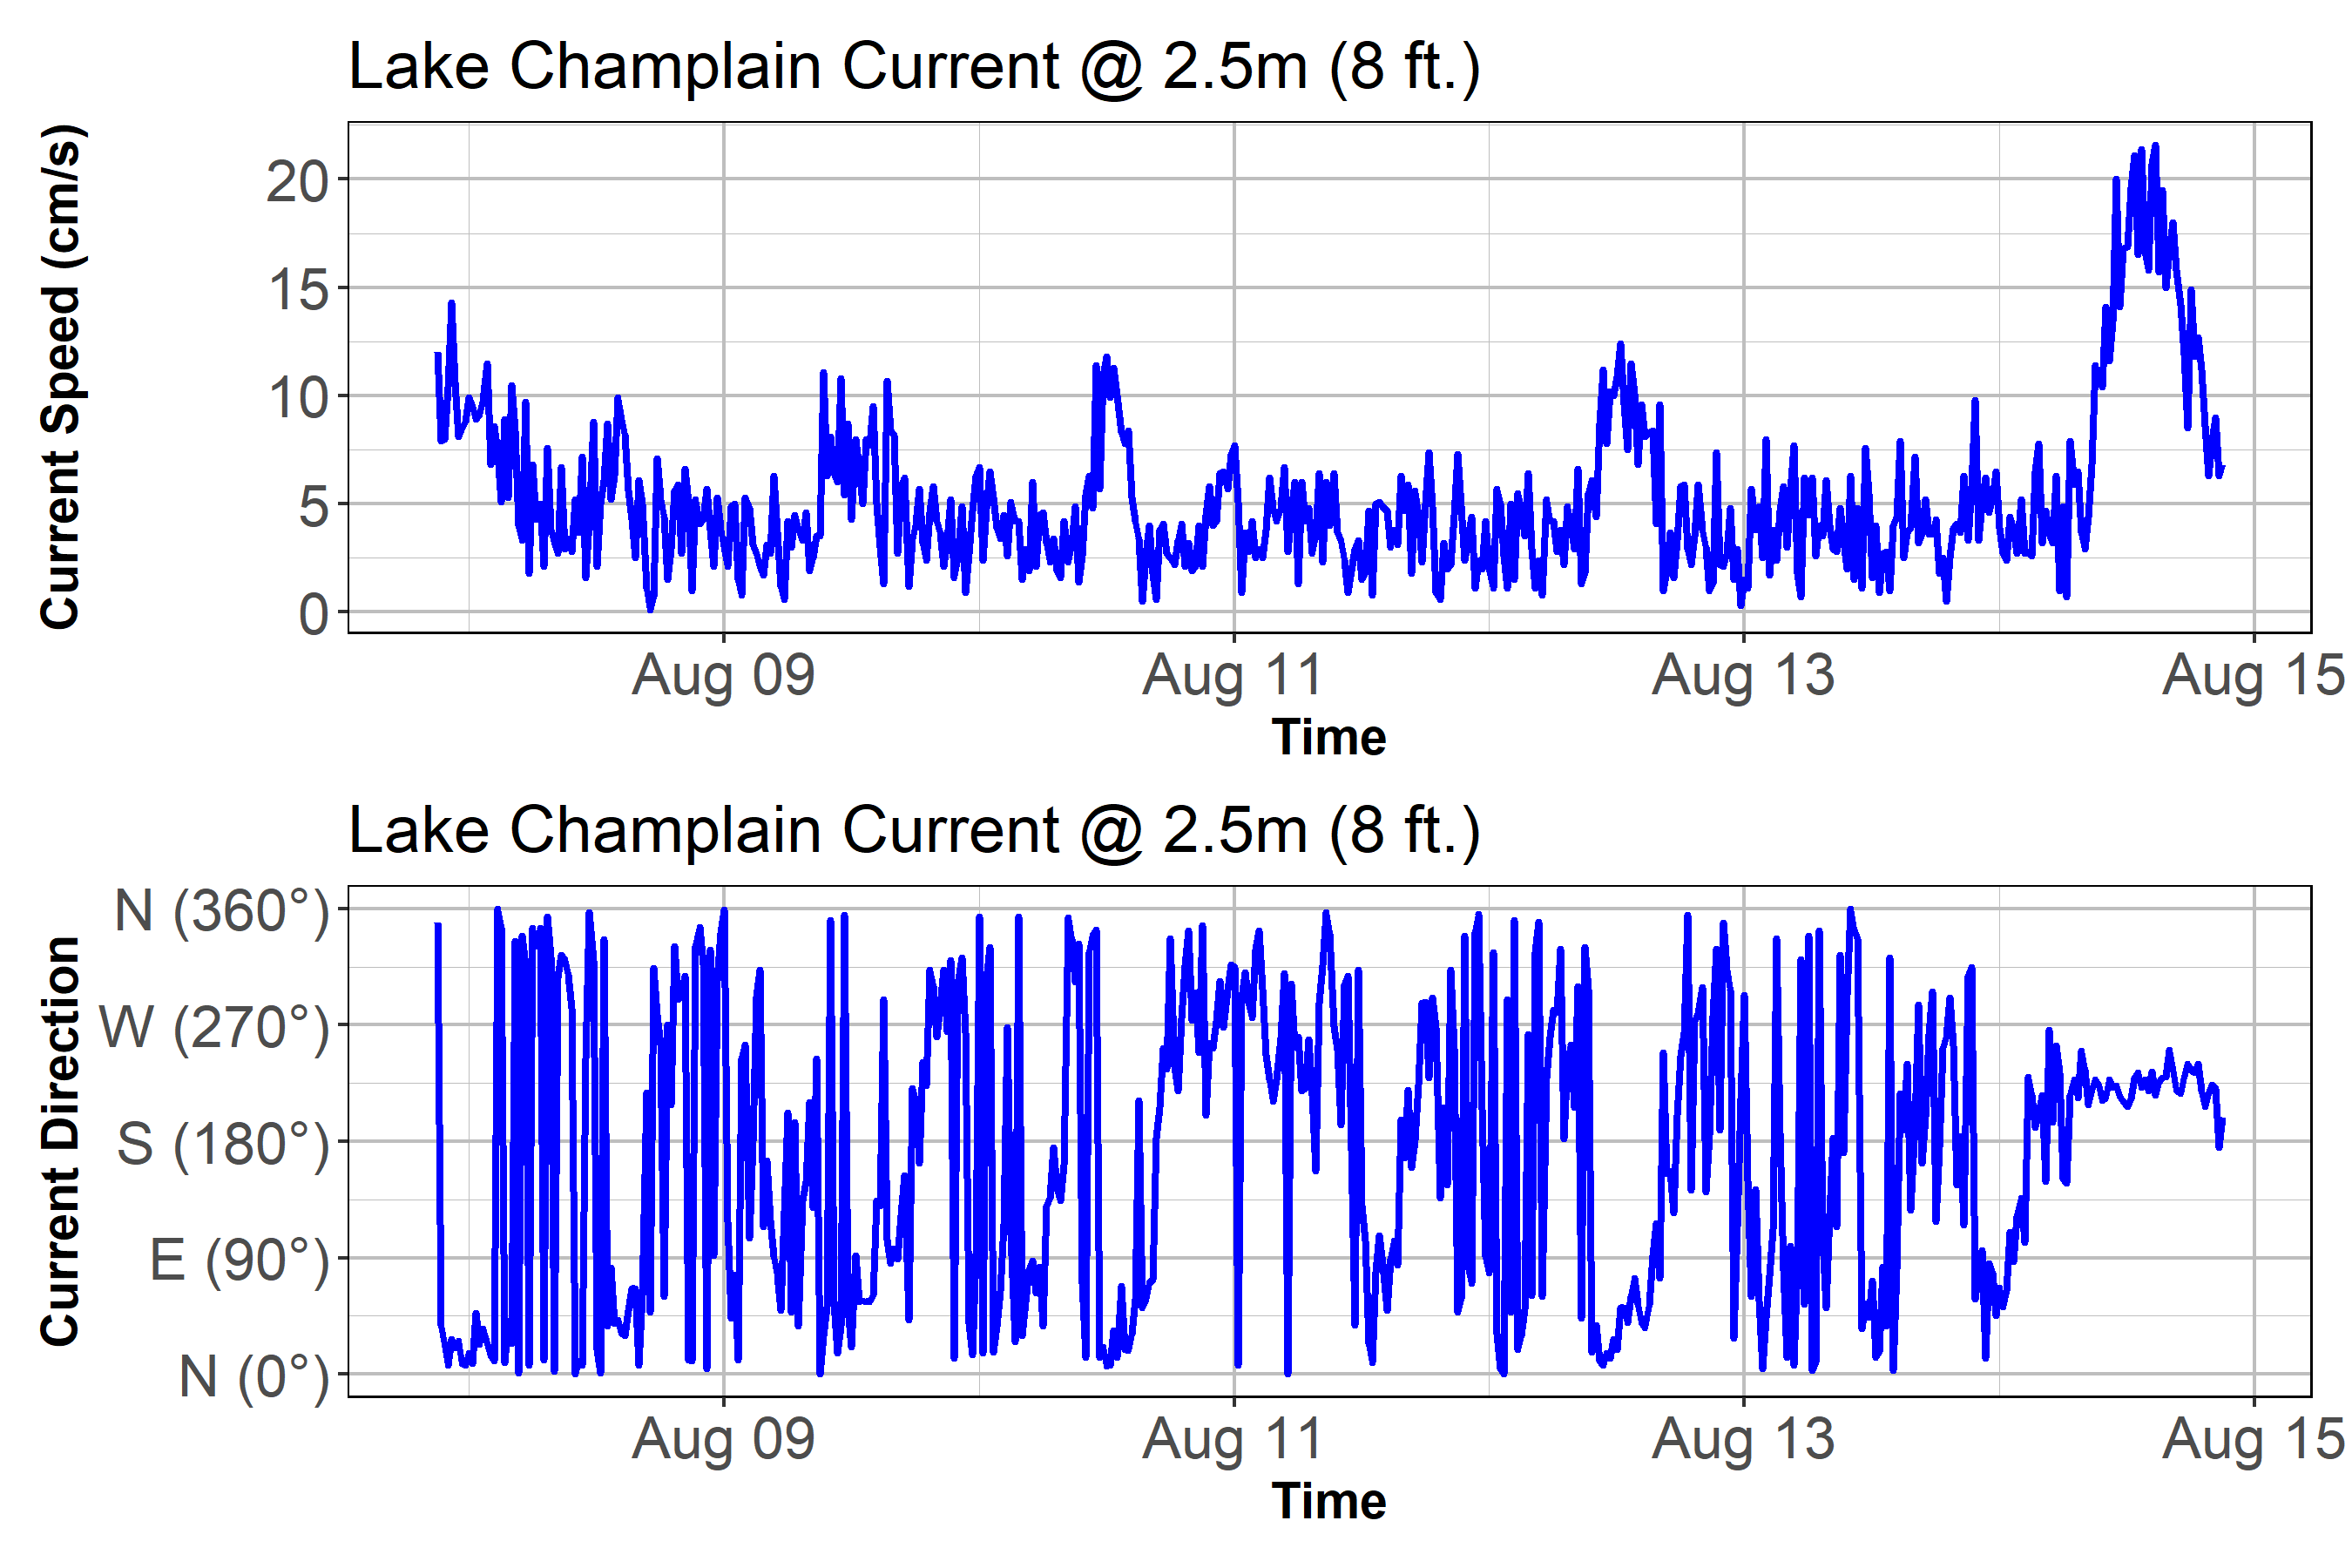 Lake Champlain Current @ 2.5m (8 ft.)
Current Speed (cm/s)
20
15
10
5
0
Aug 09 Aug 11 Aug 13 Aug 15
Time
Lake Champlain Current @ 2.5m (8 ft.)
Current Direction
N (360°)
W (270°)
S (180°)
E (90°)
N (0°)
Aug 09 Aug 11 Aug 13 Aug 15
Time